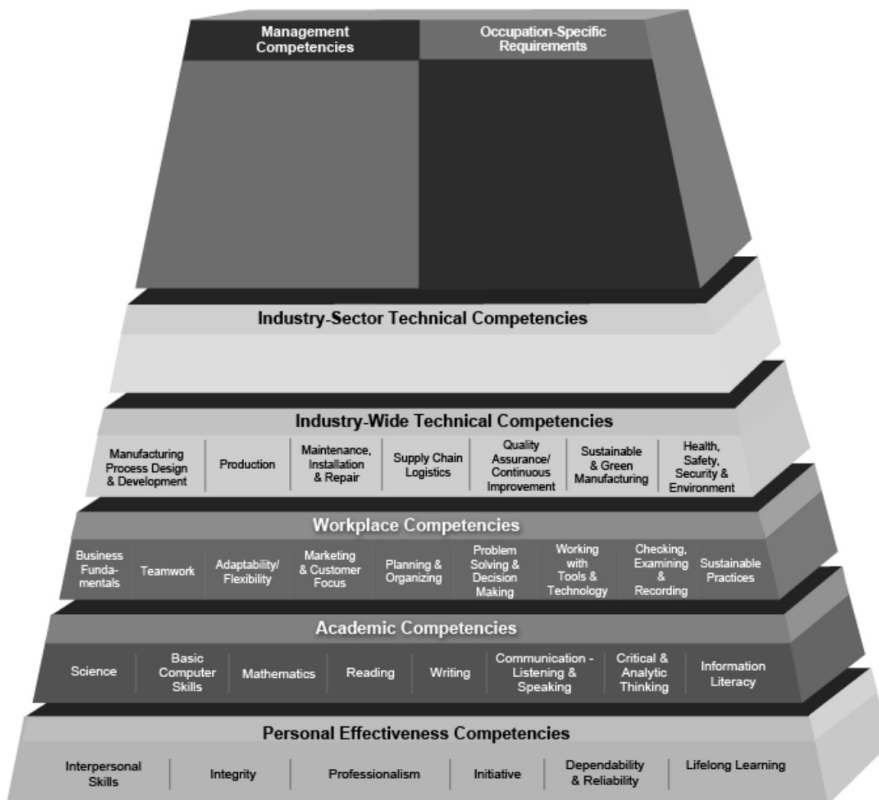 Management
Competencies
Occupation-Specific
Requirements
Industry-Sector Technical Competencies
Industry-Wide Technical Competencies
Manufacturing
Process Design
& Development
Production
Maintenance,
Installation
& Repair
Supply Chain
Logistics
Quality
Assurance/
Continuous
Improvement
Sustainable
& Green
Manufacturing
Health,
Safety,
Security &
Environment
Workplace Competencies
Business
Funda-
mentals
Teamwork
Adaptability/
Flexibility
Marketing
& Customer
Focus
Planning &
Organizing
Problem
Solving &
Decision
Making
Working
with
Tools &
Technology
Checking,
Examining
&
Recording
Sustainable
Practices
Academic Competencies
Science
Basic
Computer
Skills
Mathematics
Reading
Writing
Communication -
Listening &
Speaking
Critical &
Analytic
Thinking
Information
Literacy
Personal Effectiveness Competencies
Interpersonal
Skills
Integrity
Professionalism
Initiative
Dependability
& Reliability
Lifelong Learning